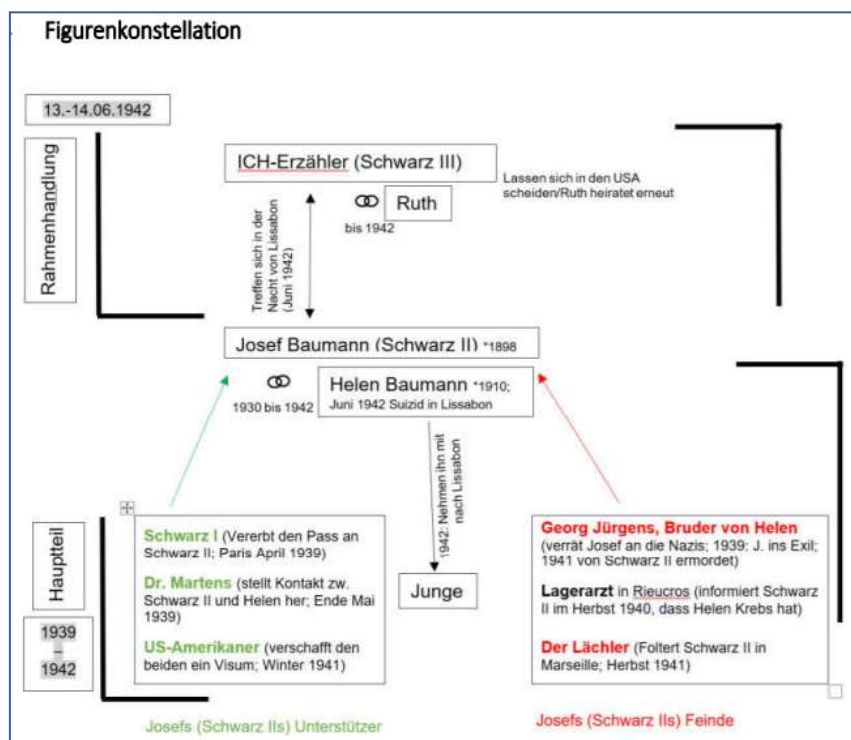 Figurenkonstellation
13.-14.06.1942
Rahmenhandlung
ICH-Erzähler (Schwarz III)
Lassen sich in den USA
scheiden/Ruth heiratet erneut
Ruth
bis 1942
Treffen sich in der
Nacht von Lissabon
(Juni 1942)
Josef Baumann (Schwarz II) *1898
Helen Baumann *1910;
Juni 1942 Suizid in Lissabon
1930 bis 1942
1942: Nehmen ihn mit
nach Lissabon
Junge
Hauptteil
1939
–
1942
Schwarz I (Vererbt den Pass an
Schwarz II; Paris April 1939)
Dr. Martens (stellt Kontakt zw.
Schwarz II und Helen her; Ende Mai
1939)
US-Amerikaner (verschafft den
beiden ein Visum; Winter 1941)
Josefs (Schwarz IIs) Unterstützer
Georg Jürgens, Bruder von Helen
(verrät Josef an die Nazis; 1939: J. ins Exil;
1941 von Schwarz II ermordet)
Lagerarzt in Rieucros (informiert Schwarz
II im Herbst 1940, dass Helen Krebs hat)
Der Lächler (Foltert Schwarz II in
Marseille; Herbst 1941)
Josefs (Schwarz IIs) Feinde